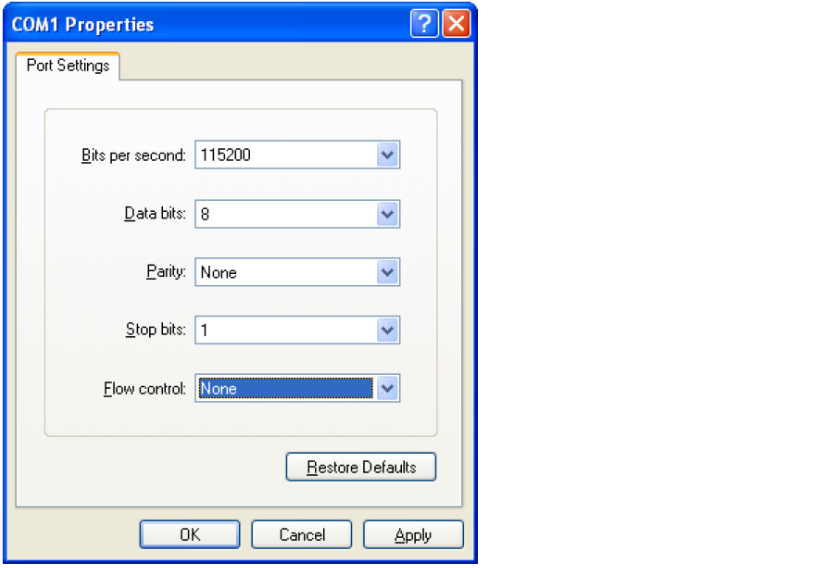 COM1 Properties
?
Port Settings
Bits per second: 115200
Data bits: 8
Parity: None
Stop bits: 1
Flow control: None
Restore Defaults
OK Cancel Apply